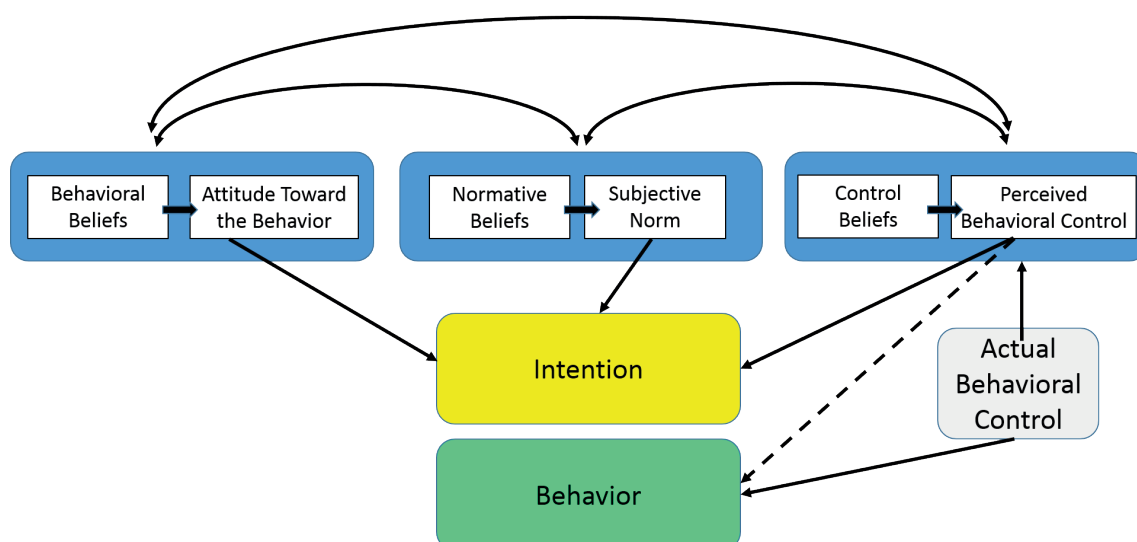 Behavioral
Beliefs
Attitude Toward
the Behavior
Normative
Beliefs
Subjective
Norm
Control
Beliefs
Perceived
Behavioral Control
Intention
Actual
Behavioral
Control
Behavior